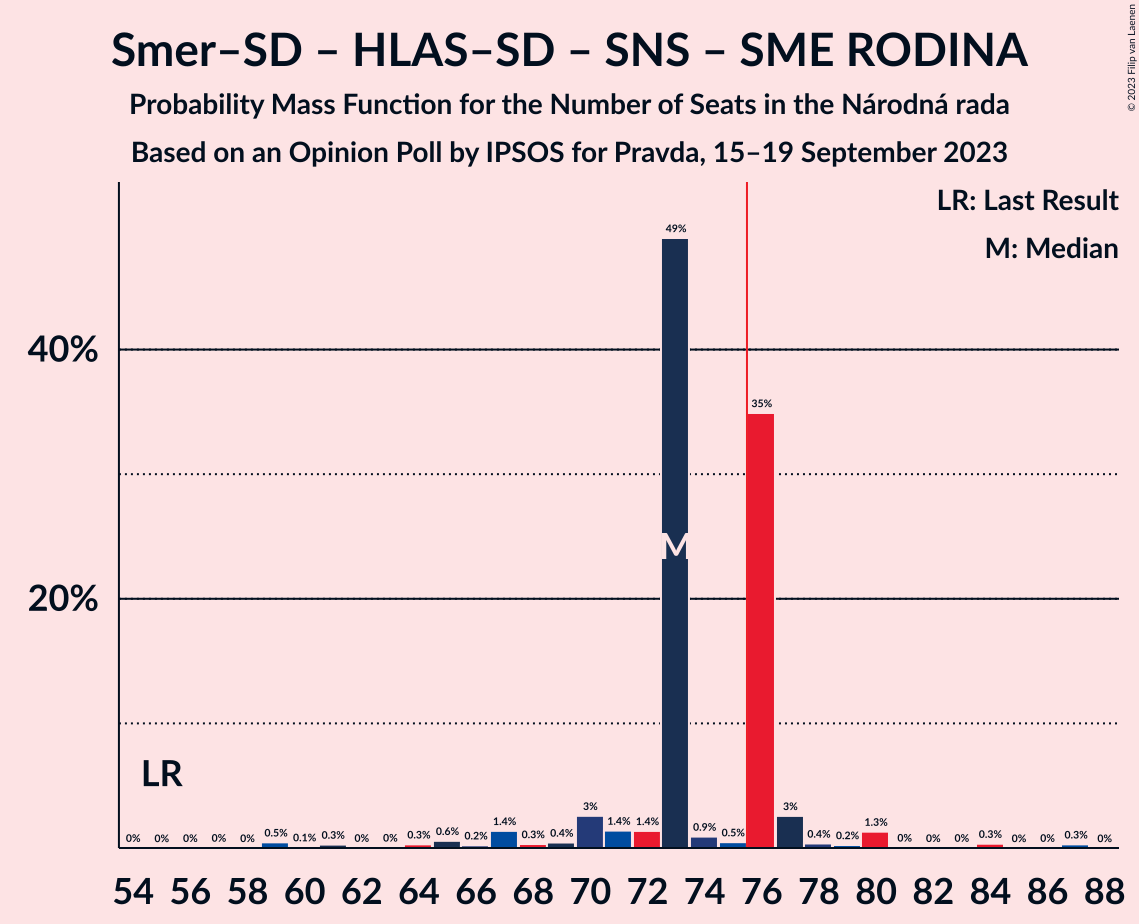 Smer–SD – HLAS–SD – SNS – SME RODINA
Probability Mass Function for the Number of Seats in the Národná rada
Based on an Opinion Poll by IPSOS for Pravda, 15–19 September 2023
© 2023 Filip van Laenen
LR: Last Result
M: Median
40%
20%
49%
35%
M
LR
0% 0% 0% 0% 0% 0.5% 0.1% 0.3% 0% 0% 0.3% 0.6% 0.2% 1.4% 0.3% 0.4% 3% 1.4% 1.4% 0.9% 0.5% 3% 0.4% 0.2% 1.3% 0% 0% 0% 0.3% 0% 0% 0.3% 0%
54 56 58 60 62 64 66 68 70 72 74 76 78 80 82 84 86 88